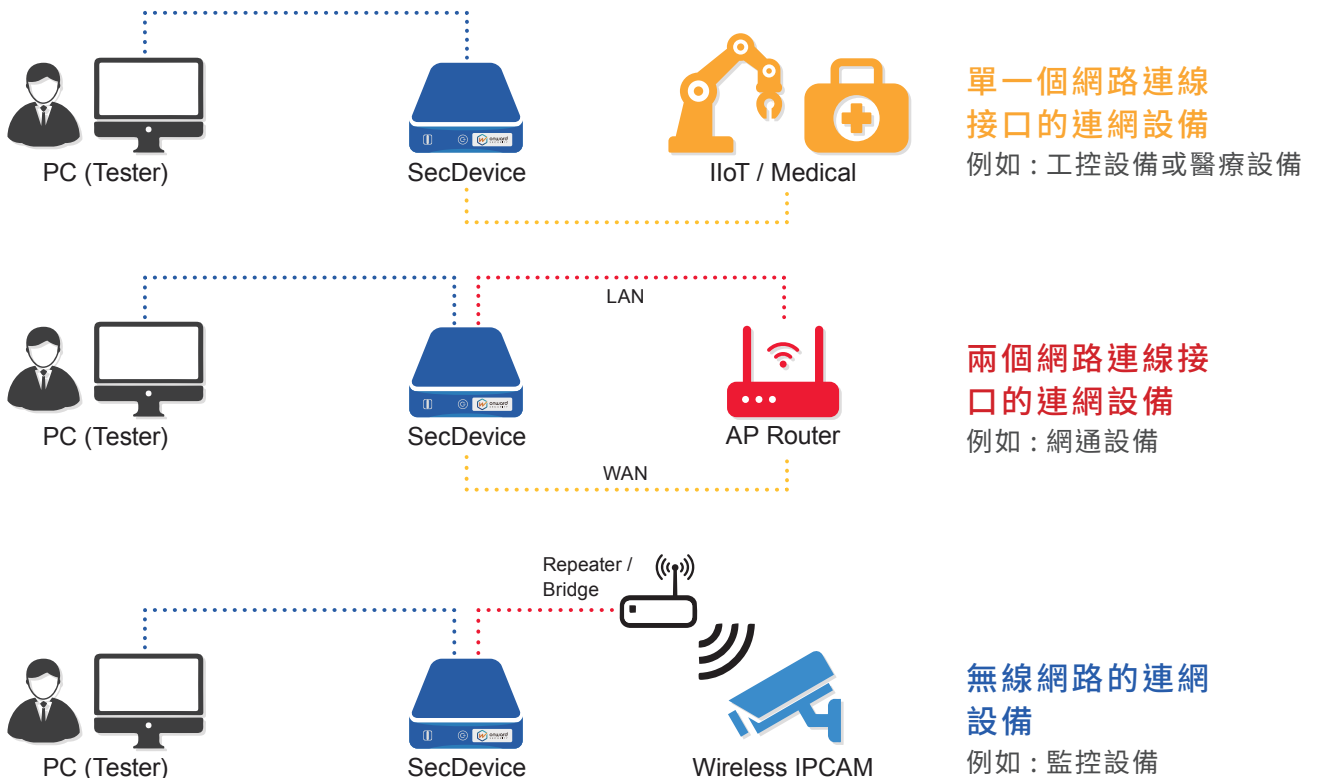 PC (Tester)
SecDevice
onward
IIoT / Medical
單一個網路連線
接口的連網設備
例如 : 工控設備或醫療設備
LAN
WAN
PC (Tester)
SecDevice
onward
AP Router
兩個網路連線接
口的連網設備
例如 : 網通設備
Repeater /
Bridge
PC (Tester)
SecDevice
onward
Wireless IPCAM
無線網路的連網
設備
例如 : 監控設備